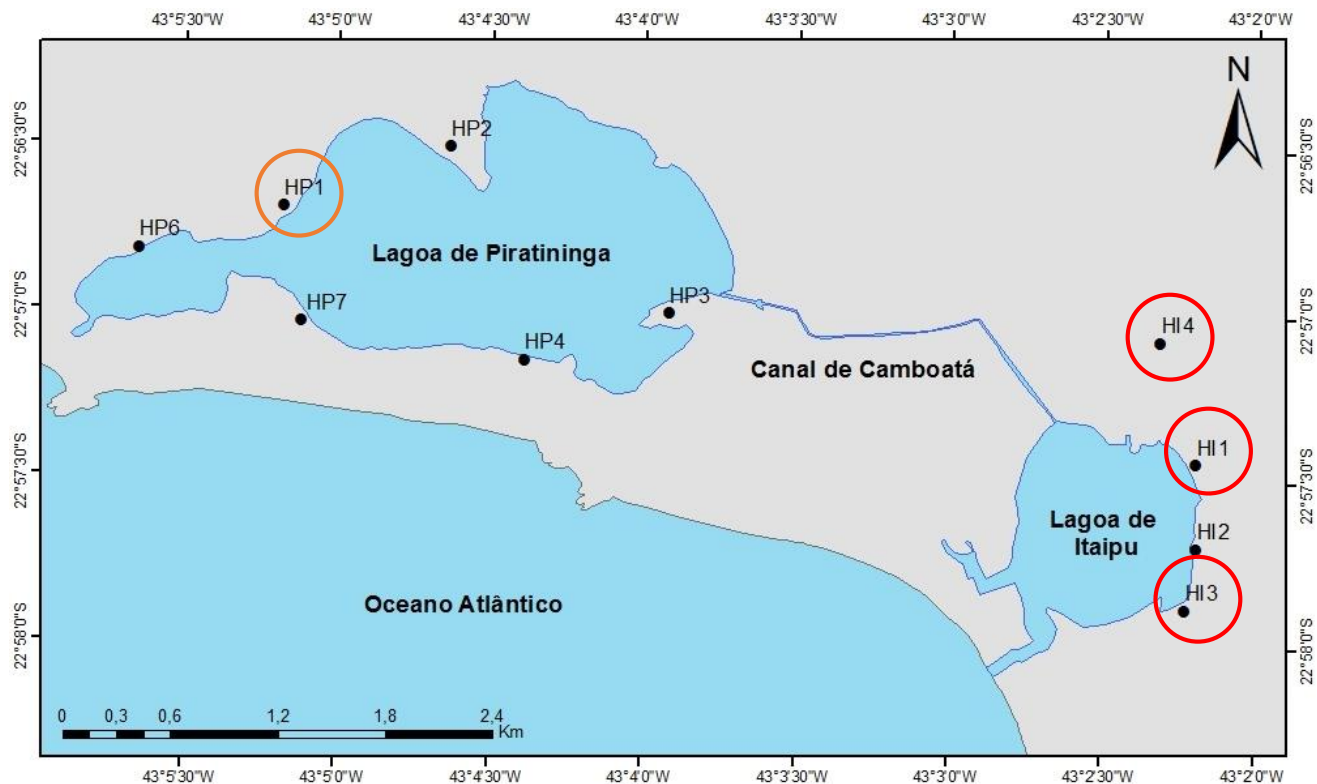 43°5'30"W 43°5'0"W 43°4'30"W 43°4'0"W 43°3'30"W 43°3'0"W 43°2'30"W 43°2'0"W
N
22°56'30"S
22°56'30"S
HP2
HP1
HP6
Lagoa de Piratininga
22°57'0"S
22°57'0"S
HP7
HP3
HP4
HI4
Canal de Camboatá
22°57'30"S
22°57'30"S
HI1
Lagoa de
Itaipu
HI2
HI3
Oceano Atlântico
22°58'0"S
22°58'0"S
0 0,3 0,6 1,2 1,8 2,4
Km
43°5'30"W 43°5'0"W 43°4'30"W 43°4'0"W 43°3'30"W 43°3'0"W 43°2'30"W 43°2'0"W